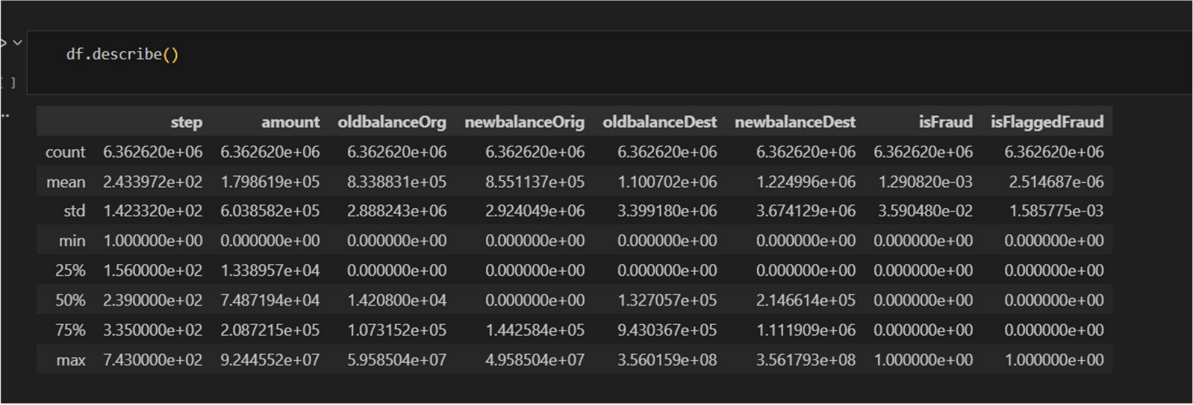 df.describe()
[ ]
step amount oldbalanceOrg newbalanceOrig oldbalanceDest newbalanceDest isFraud isFlaggedFraud
count 6.362620e+06 6.362620e+06 6.362620e+06 6.362620e+06 6.362620e+06 6.362620e+06 6.362620e+06 6.362620e+06
mean 2.433972e+02 1.798619e+05 8.338831e+05 8.551137e+05 1.100702e+06 1.224996e+06 1.290820e-03 2.514687e-06
std 1.423320e+02 6.038582e+05 2.888243e+06 2.924049e+06 3.399180e+06 3.674129e+06 3.590480e-02 1.585775e-03
min 1.000000e+00 0.000000e+00 0.000000e+00 0.000000e+00 0.000000e+00 0.000000e+00 0.000000e+00 0.000000e+00
25% 1.560000e+02 1.338957e+04 0.000000e+00 0.000000e+00 0.000000e+00 0.000000e+00 0.000000e+00 0.000000e+00
50% 2.390000e+02 7.487194e+04 1.420800e+04 0.000000e+00 1.327057e+05 2.146614e+05 0.000000e+00 0.000000e+00
75% 3.350000e+02 2.087215e+05 1.073152e+05 1.442584e+05 9.430367e+05 1.111909e+06 0.000000e+00 0.000000e+00
max 7.430000e+02 9.244552e+07 5.958504e+07 4.958504e+07 3.560159e+08 3.561793e+08 1.000000e+00 1.000000e+00